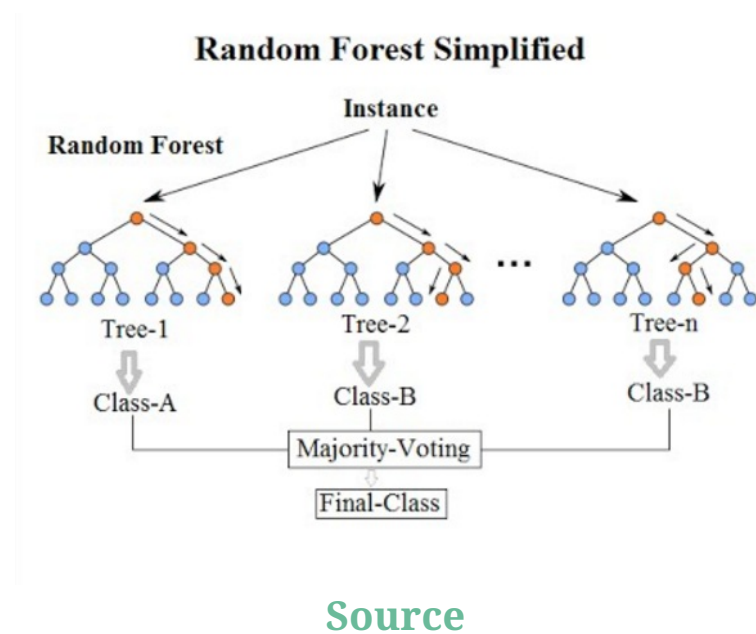 Random Forest Simplified
Instance
Random Forest
...
Tree-1
Tree-2
Tree-n
Class-A
Class-B
Class-B
Majority-Voting
Final-Class
Source